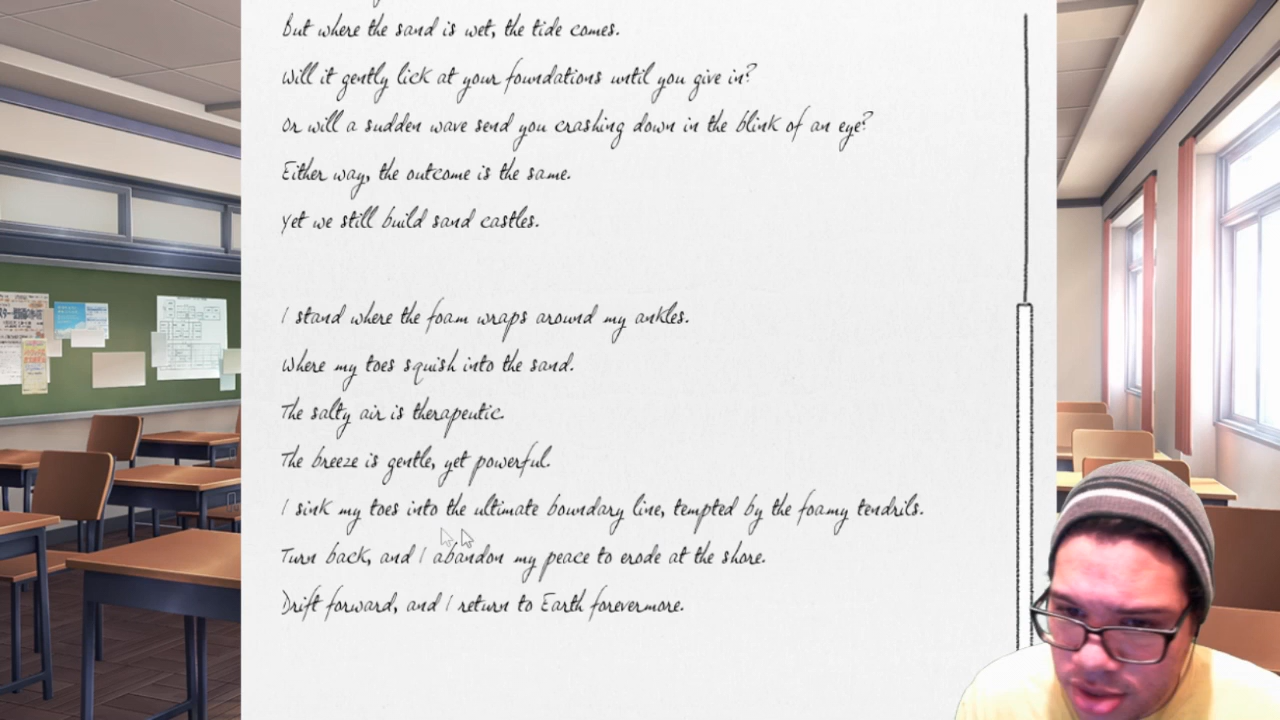 But where the sand is wet, the tide comes.
Will it gently lick at your foundations until you give in?
Or will a sudden wave send you crashing down in the blink of an eye?
Either way, the outcome is the same.
Yet we still build sand castles.
I stand where the foam wraps around my ankles.
Where my toes squish into the sand.
The salty air is therapeutic.
The breeze is gentle, yet powerful.
I sink my toes into the ultimate boundary line, tempted by the foamy tendrils.
Turn back, and I abandon my peace to erode at the shore.
Drift forward, and I return to Earth forevermore.